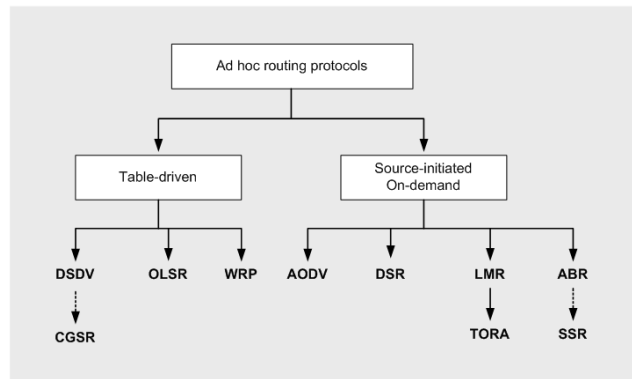 Ad hoc routing protocols
Table-driven
Source-initiated
On-demand
DSDV OLSR WRP AODV DSR LMR ABR
CGSR TORA SSR